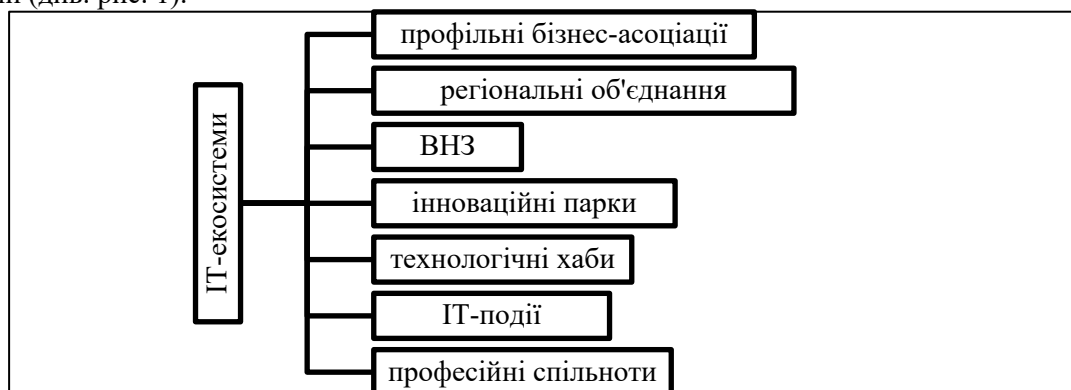 (див. рис. 1).
профільні бізнес-асоціації
регіональні об'єднання
ВНЗ
ІТ-екосистеми
інноваційні парки
технологічні хаби
ІТ-події
професійні спільноти